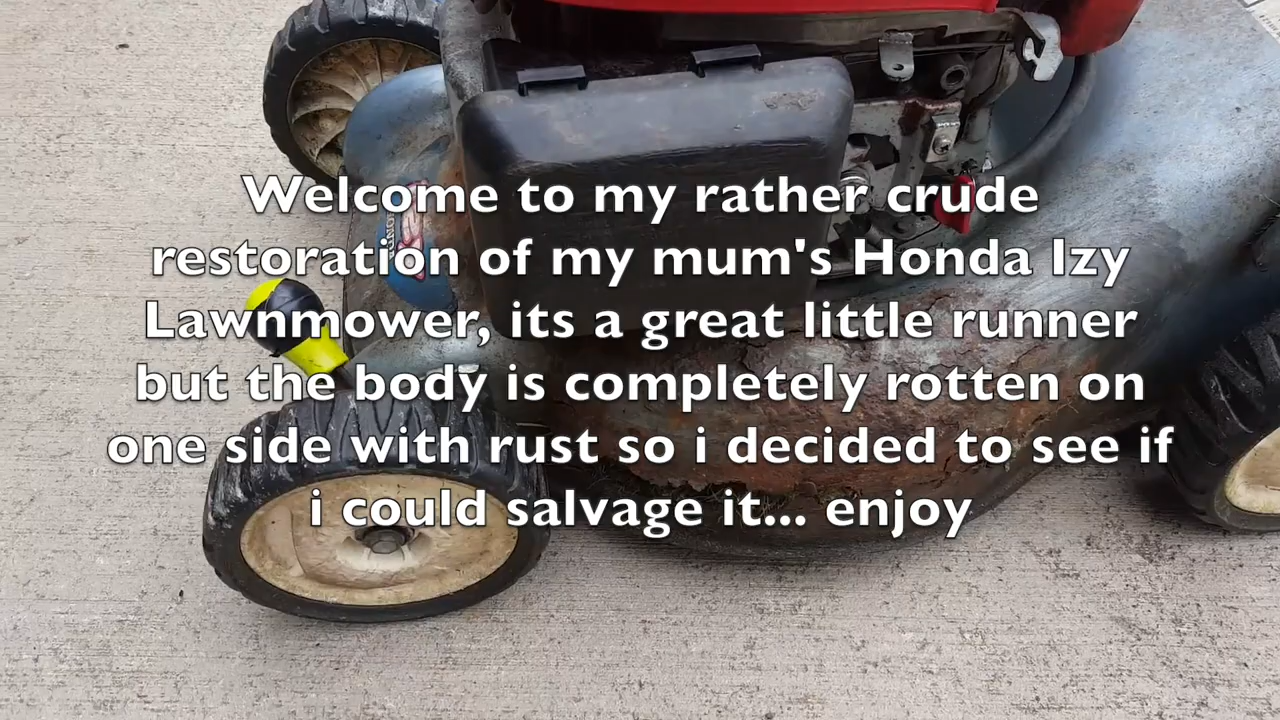 Welcome to my rather crude
restoration of my mum's Honda Izy
Lawnmower, its a great little runner
but the body is completely rotten on
one side with rust so i decided to see if
i could salvage it... enjoy